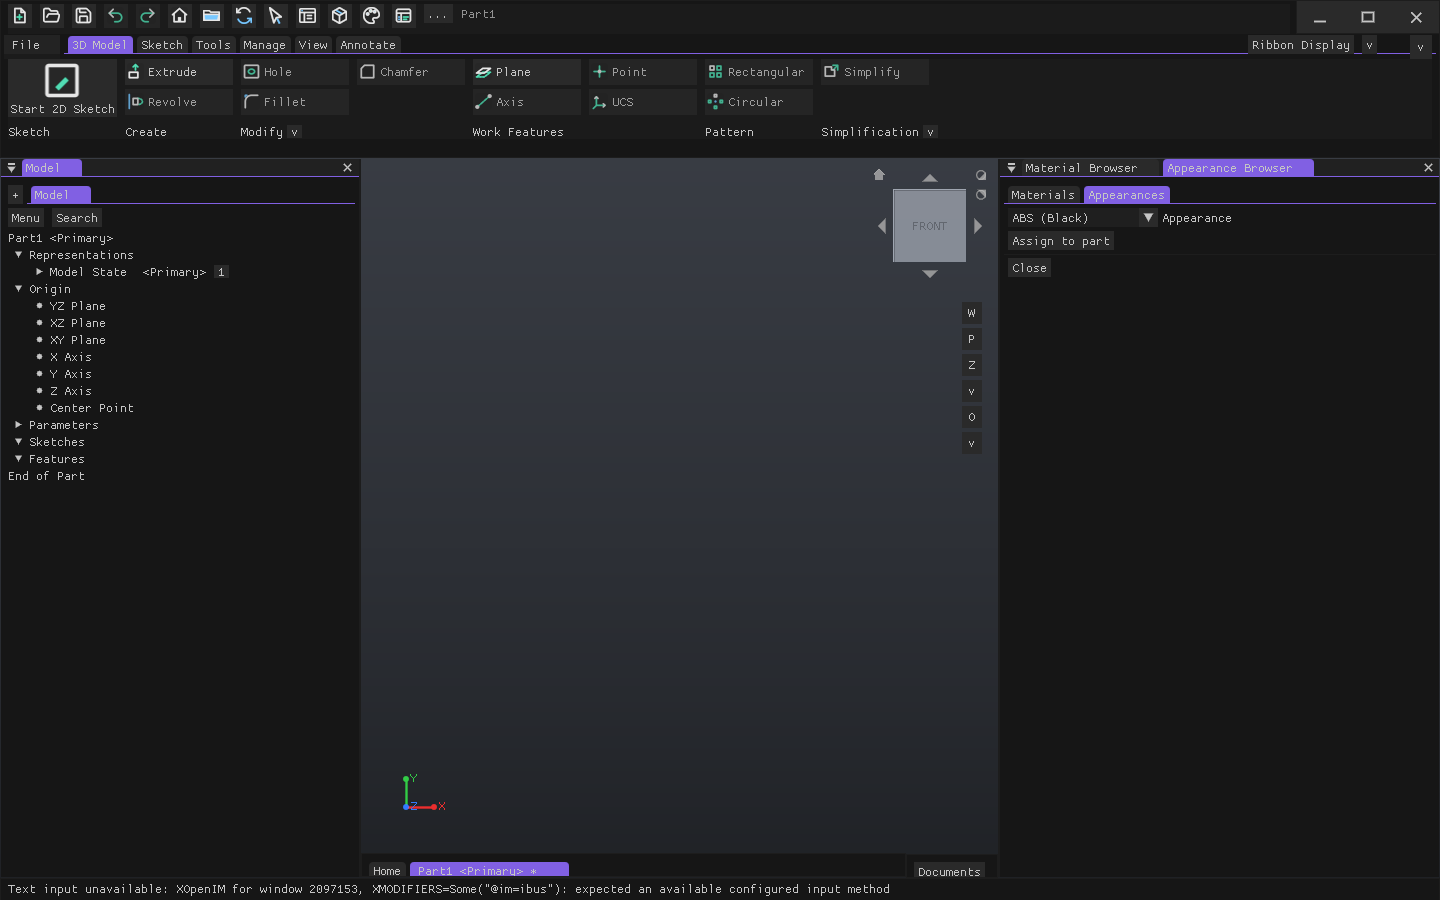 ... Part1
File 3D Model Sketch Tools Manage View Annotate Ribbon Display v v
Extrude Hole Chamfer Plane Point Rectangular Simplify
Start 2D Sketch Revolve Fillet Axis UCS Circular
Sketch Create Modify v Work Features Pattern Simplification v
Model
+ Model
Menu Search
Part1 <Primary>
Representations
Model State <Primary> 1
Origin
YZ Plane
XZ Plane
XY Plane
X Axis
Y Axis
Z Axis
Center Point
Parameters
Sketches
Features
End of Part
FRONT
W
P
Z
v
O
v
Y
Z X
Home Part1 <Primary> * Documents
Material Browser Appearance Browser
Materials Appearances
ABS (Black) Appearance
Assign to part
Close
Text input unavailable: XOpenIM for window 2097153, XMODIFIERS=Some("@im=ibus"): expected an available configured input method